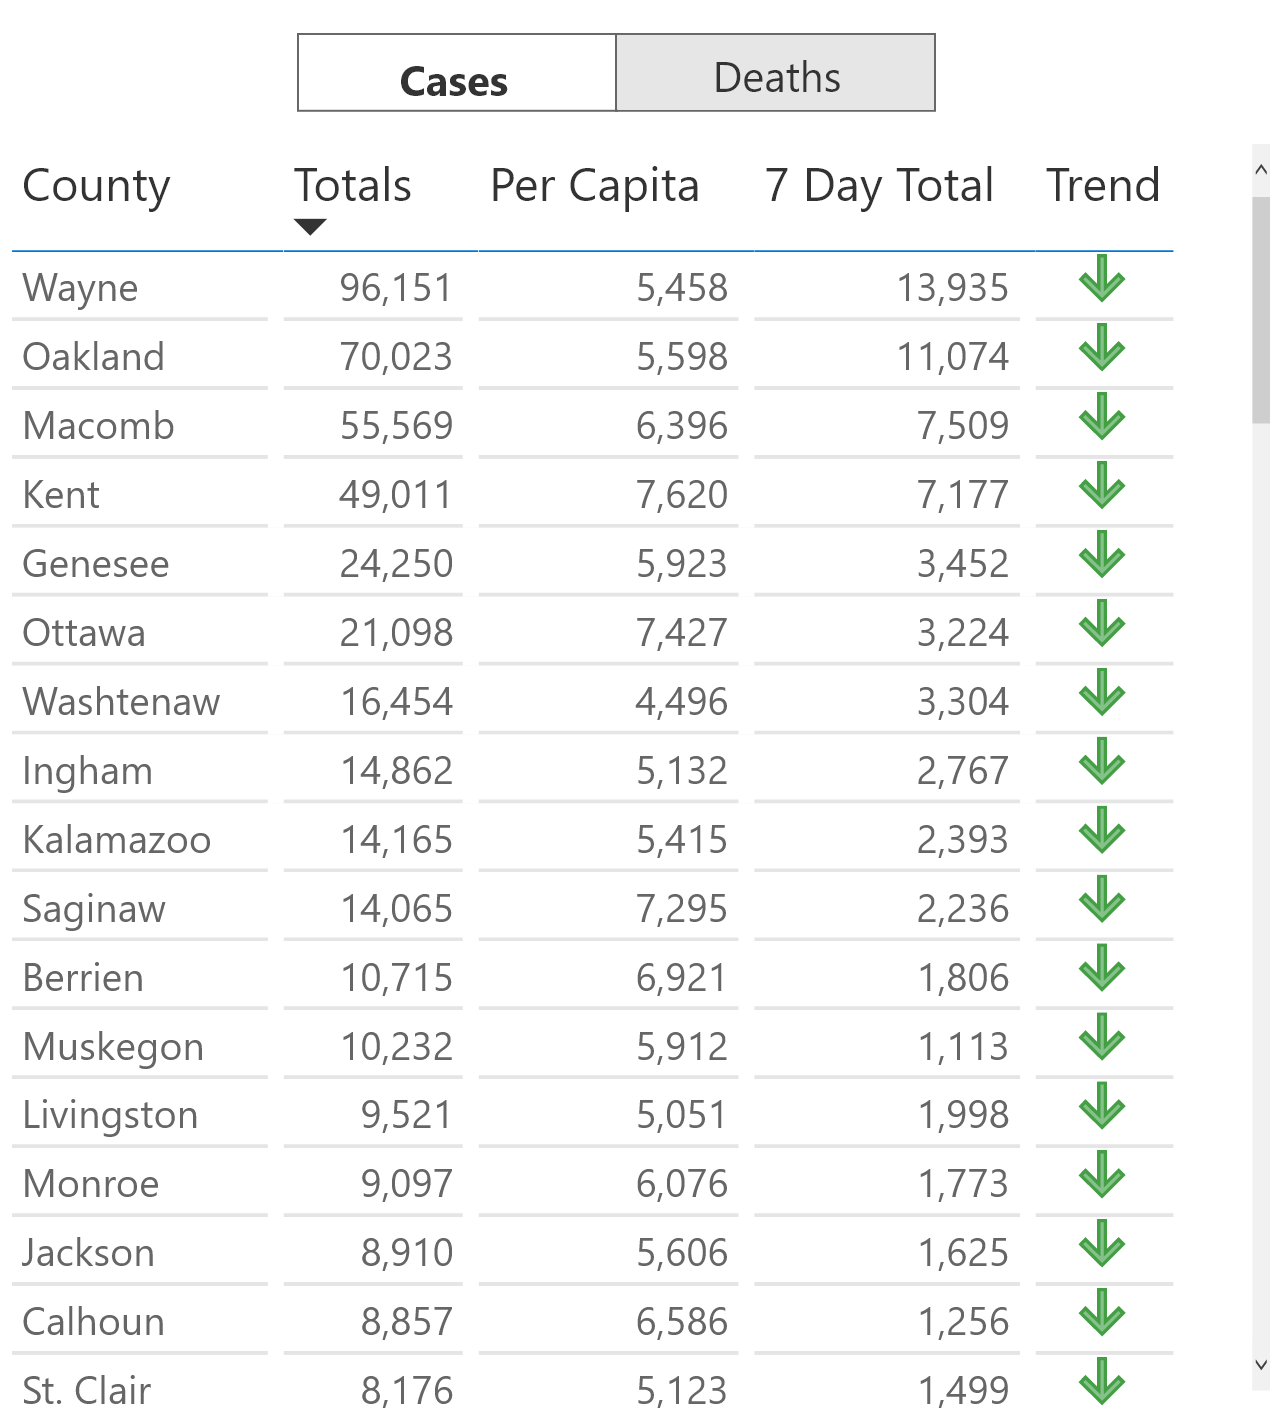 Cases Deaths
County Totals Per Capita 7 Day Total Trend
Wayne 96,151 5,458 13,935
Oakland 70,023 5,598 11,074
Macomb 55,569 6,396 7,509
Kent 49,011 7,620 7,177
Genesee 24,250 5,923 3,452
Ottawa 21,098 7,427 3,224
Washtenaw 16,454 4,496 3,304
Ingham 14,862 5,132 2,767
Kalamazoo 14,165 5,415 2,393
Saginaw 14,065 7,295 2,236
Berrien 10,715 6,921 1,806
Muskegon 10,232 5,912 1,113
Livingston 9,521 5,051 1,998
Monroe 9,097 6,076 1,773
Jackson 8,910 5,606 1,625
Calhoun 8,857 6,586 1,256
St. Clair 8,176 5,123 1,499